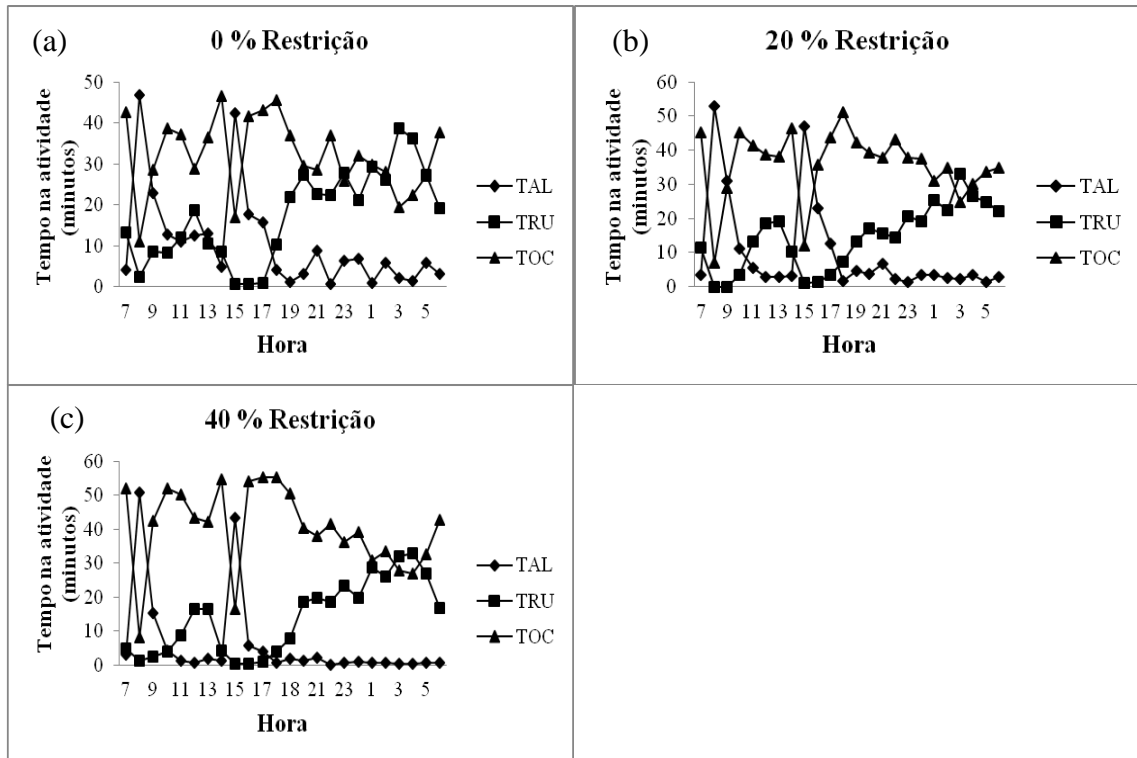 (a)
0 % Restrição
Tempo na atividade
(minutos)
50
40
30
20
10
0
7 9 11 13 15 17 19 21 23 1 3 5
Hora
TAL
TRU
TOC
(b)
20 % Restrição
Tempo na atividade
(minutos)
60
50
40
30
20
10
0
7 9 11 13 15 17 19 21 23 1 3 5
Hora
TAL
TRU
TOC
(c)
40 % Restrição
Tempo na atividade
(minutos)
60
50
40
30
20
10
0
7 9 11 13 15 17 18 21 23 1 3 5
Hora
TAL
TRU
TOC